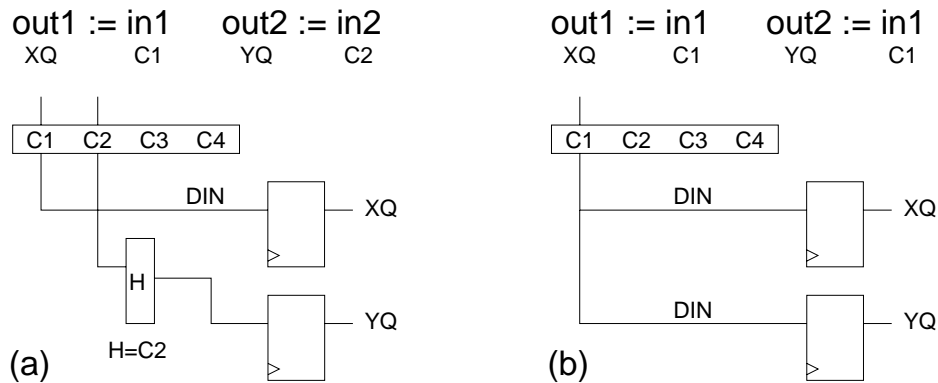 out1 := in1 out2 := in2
XQ C1 YQ C2
C1 C2 C3 C4
DIN
XQ
H
YQ
H=C2
(a)
out1 := in1 out2 := in1
XQ C1 YQ C1
C1 C2 C3 C4
DIN
XQ
DIN
YQ
(b)